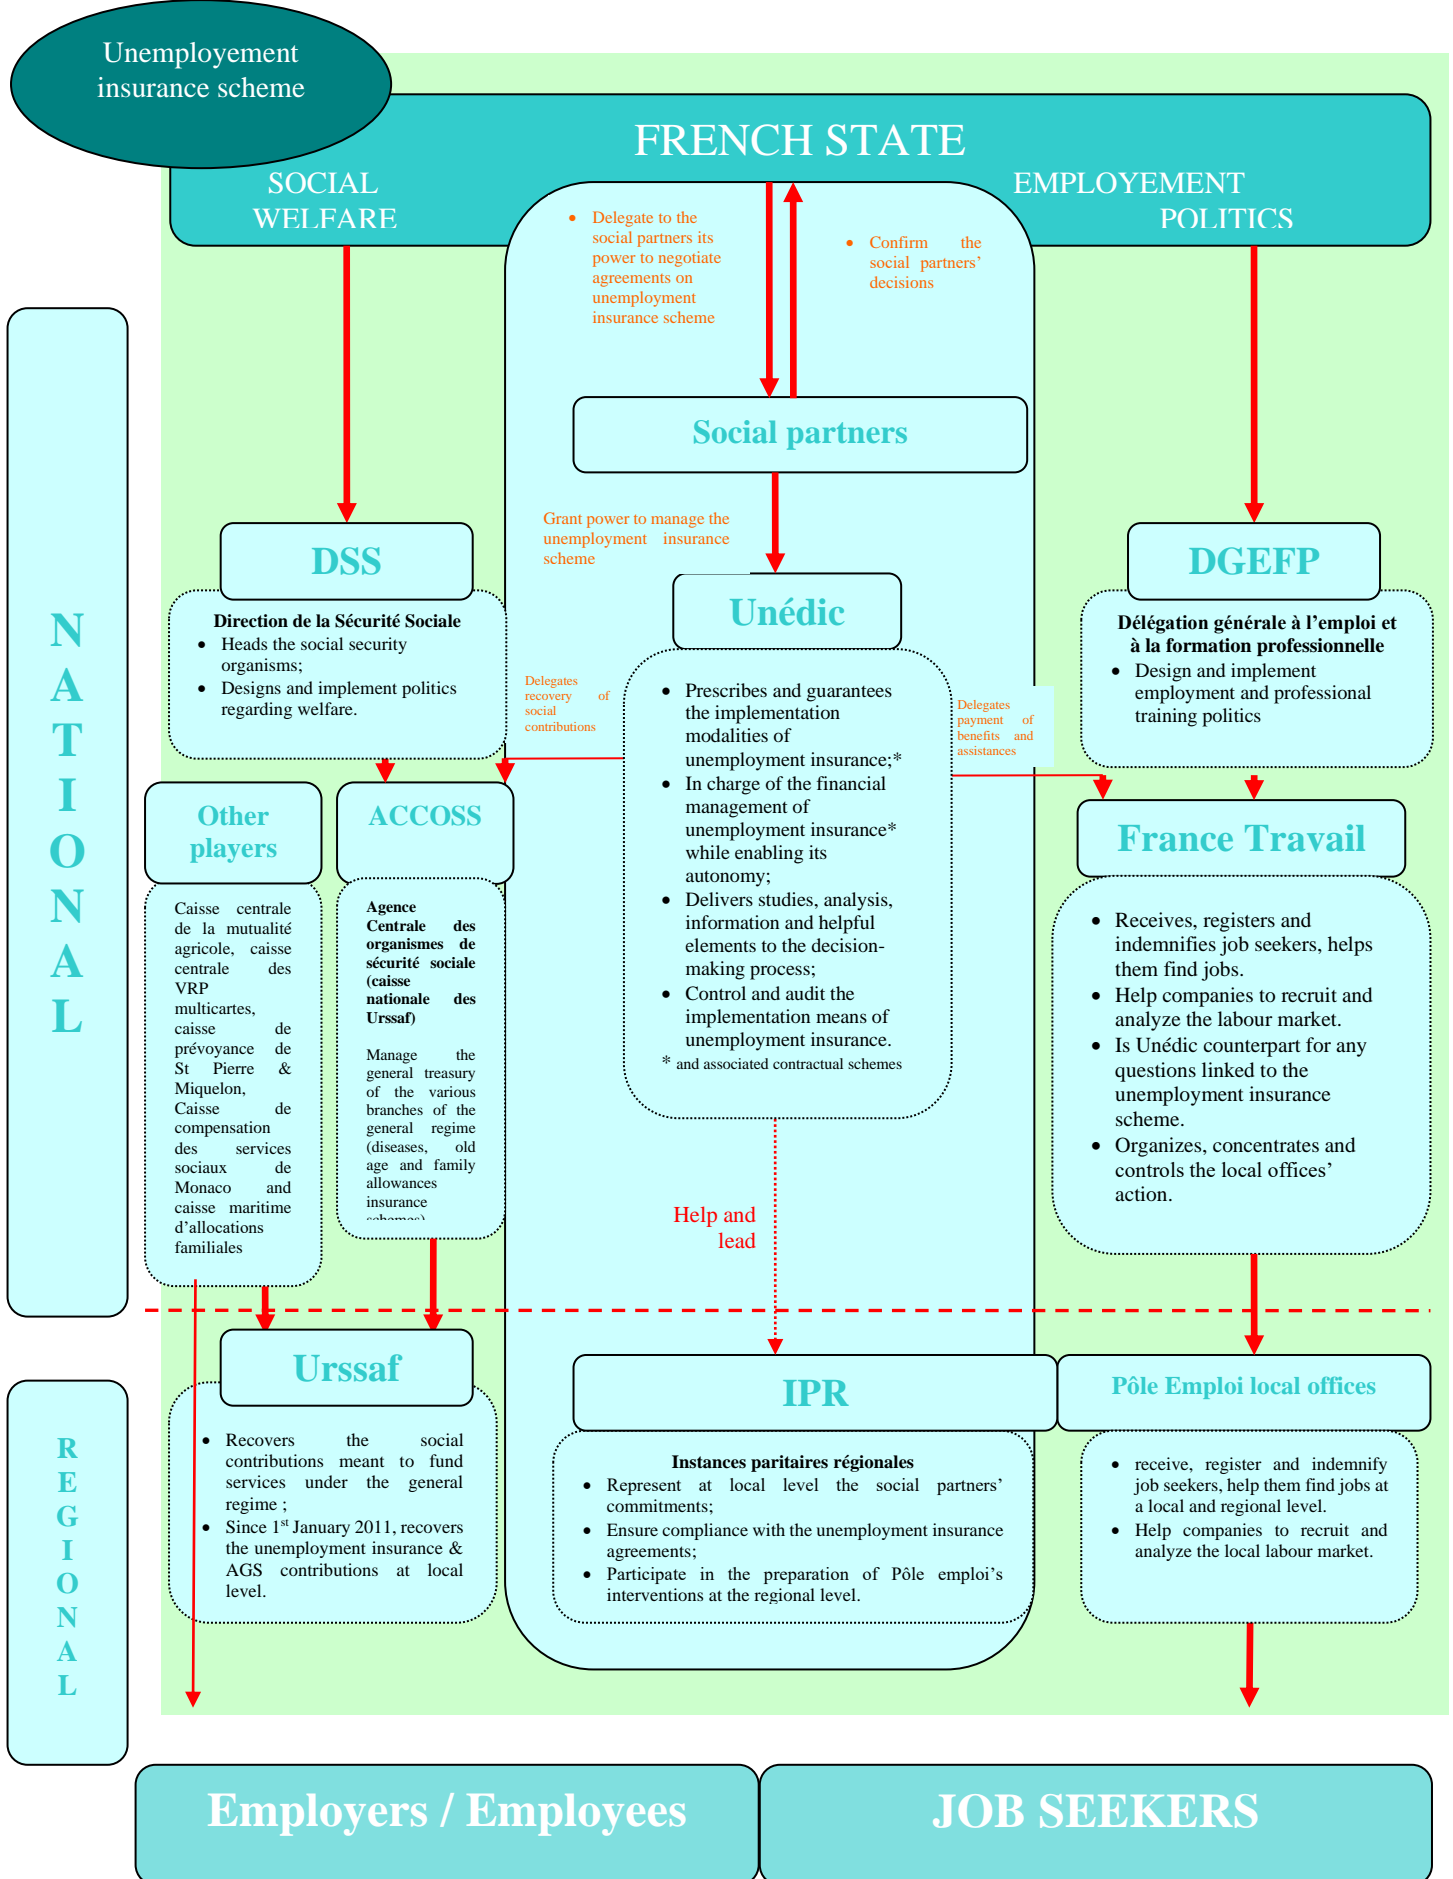 Unemployement
insurance scheme
FRENCH STATE
SOCIAL
WELFARE
EMPLOYEMENT
POLITICS
• Delegate to the
social partners its
power to negotiate
agreements on
unemployment
insurance scheme
• Confirm the
social partners’
decisions
Social partners
Grant power to manage the
unemployment insurance
scheme
NATIONAL
DSS
Direction de la Sécurité Sociale
• Heads the social security
organisms;
• Designs and implement politics
regarding welfare.
Unédic
• Prescribes and guarantees
the implementation
modalities of
unemployment insurance;*
• In charge of the financial
management of
unemployment insurance*
while enabling its
autonomy;
• Delivers studies, analysis,
information and helpful
elements to the decision-
making process;
• Control and audit the
implementation means of
unemployment insurance.
* and associated contractual schemes
DGEFP
Délégation générale à l’emploi et
à la formation professionnelle
• Design and implement
employment and professional
training politics
Delegates
recovery of
social
contributions
Delegates
payment of
benefits and
assistances
Other
players
Caisse centrale
de la mutualité
agricole, caisse
centrale des
VRP
multicartes,
caisse de
prévoyance de
St Pierre &
Miquelon,
Caisse de
compensation
des services
sociaux de
Monaco and
caisse maritime
d’allocations
familiales
ACCOSS
Agence
Centrale des
organismes de
sécurité sociale
(caisse
nationale des
Urssaf)
Manage the
general treasury
of the various
branches of the
general regime
(diseases, old
age and family
allowances
insurance
schemes)
France Travail
• Receives, registers and
indemnifies job seekers, helps
them find jobs.
• Help companies to recruit and
analyze the labour market.
• Is Unédic counterpart for any
questions linked to the
unemployment insurance
scheme.
• Organizes, concentrates and
controls the local offices’
action.
Help and
lead
REGIONAL
Urssaf
• Recovers the social
contributions meant to fund
services under the general
regime ;
• Since 1st January 2011, recovers
the unemployment insurance &
AGS contributions at local
level.
IPR
Instances paritaires régionales
• Represent at local level the social partners’
commitments;
• Ensure compliance with the unemployment insurance
agreements;
• Participate in the preparation of Pôle emploi’s
interventions at the regional level.
Pôle Emploi local offices
• receive, register and indemnify
job seekers, help them find jobs at
a local and regional level.
• Help companies to recruit and
analyze the local labour market.
Employers / Employees
JOB SEEKERS